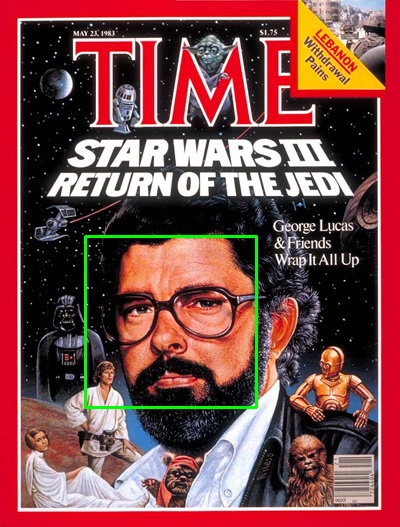 MAY 23, 1983
$1.75
TIME
LEBANON
Withdrawal
Pains
STAR WARS III
RETURN OF THE JEDI
George Lucas
& Friends
Wrap It All Up